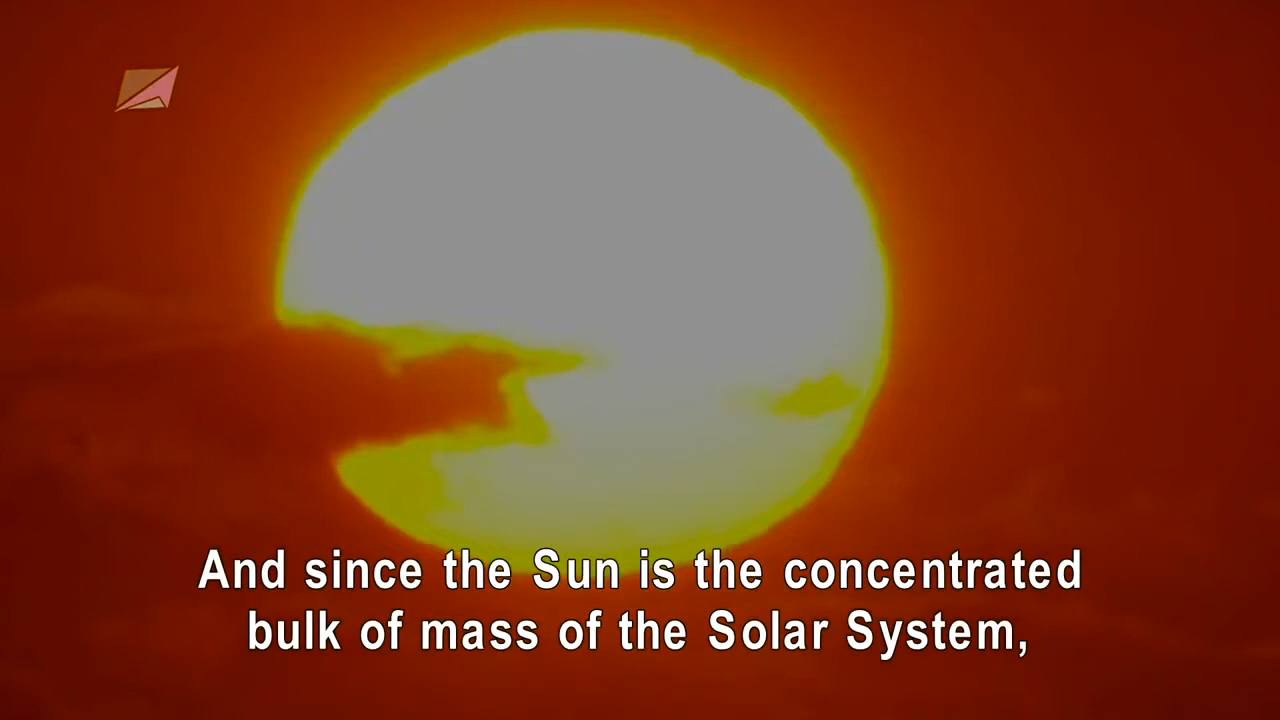 And since the Sun is the concentrated
bulk of mass of the Solar System,